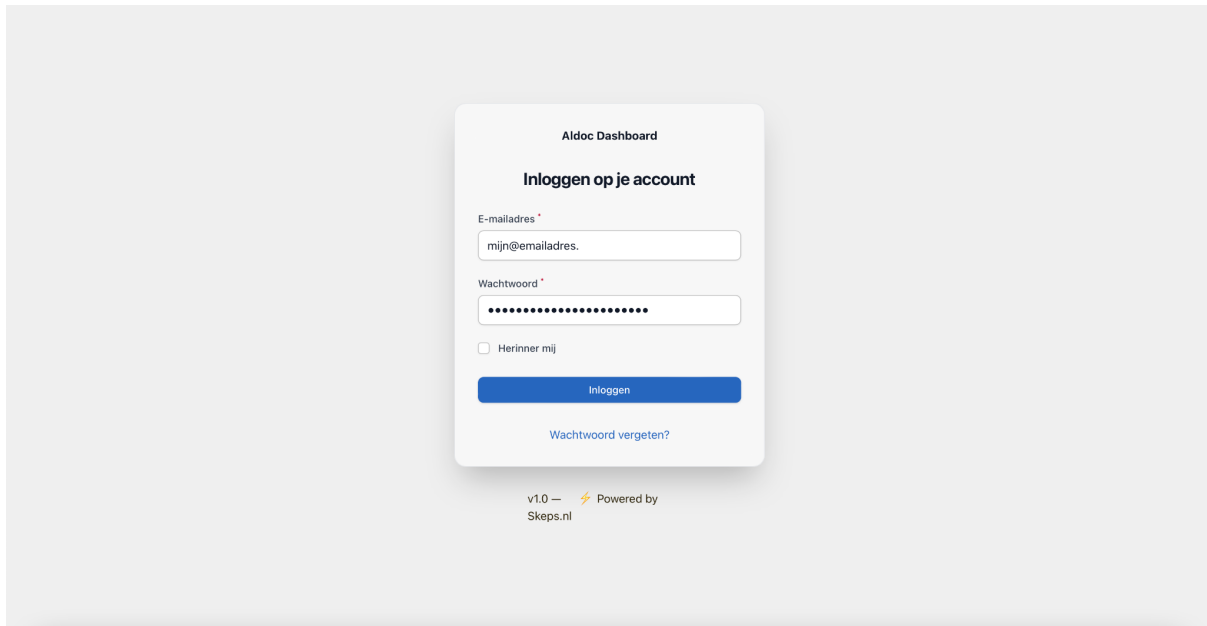 Aldoc Dashboard
Inloggen op je account
E-mailadres *
mijn@emailadres.
Wachtwoord *
•••••••••••••••••••••••
Herinner mij
Inloggen
Wachtwoord vergeten?
v1.0 — ⚡ Powered by
Skeps.nl